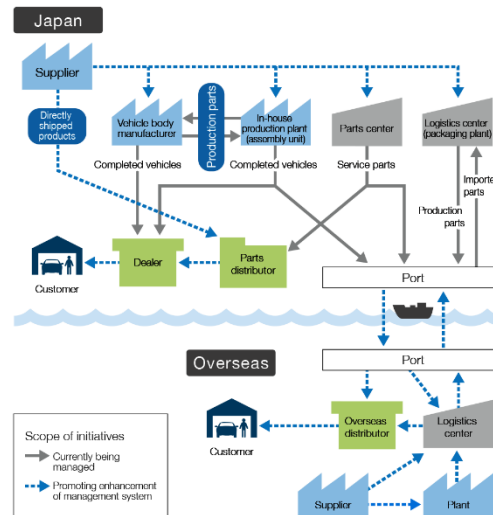 Japan
Supplier
Directly
shipped
products
Vehicle body
manufacturer
Production parts
In-house
production plant
(assembly unit)
Parts center
Logistics center
(packaging plant)
Completed vehicles
Completed vehicles
Service parts
Importe
parts
Production
parts
Customer
Dealer
Parts
distributor
Port
Overseas
Port
Customer
Overseas
distributor
Logistics
center
Supplier
Plant
Scope of initiatives
Currently being
managed
Promoting enhancement
of management system